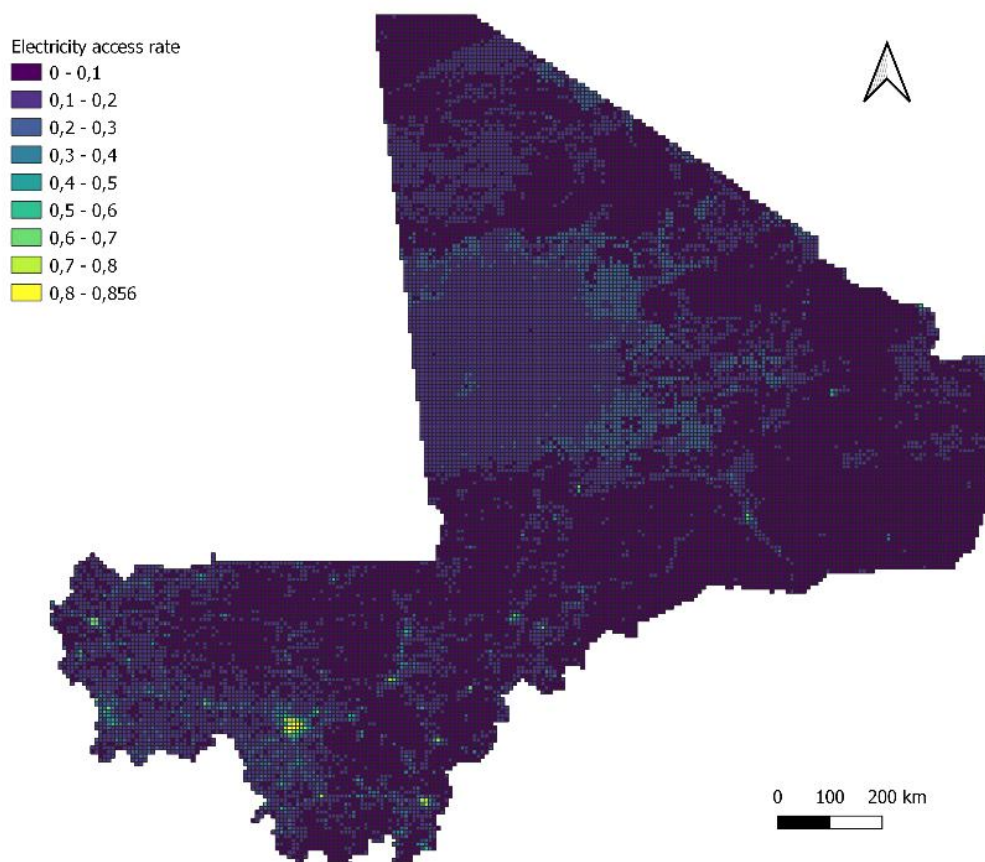 Electricity access rate
0 - 0,1
0,1 - 0,2
0,2 - 0,3
0,3 - 0,4
0,4 - 0,5
0,5 - 0,6
0,6 - 0,7
0,7 - 0,8
0,8 - 0,856
0 100 200 km